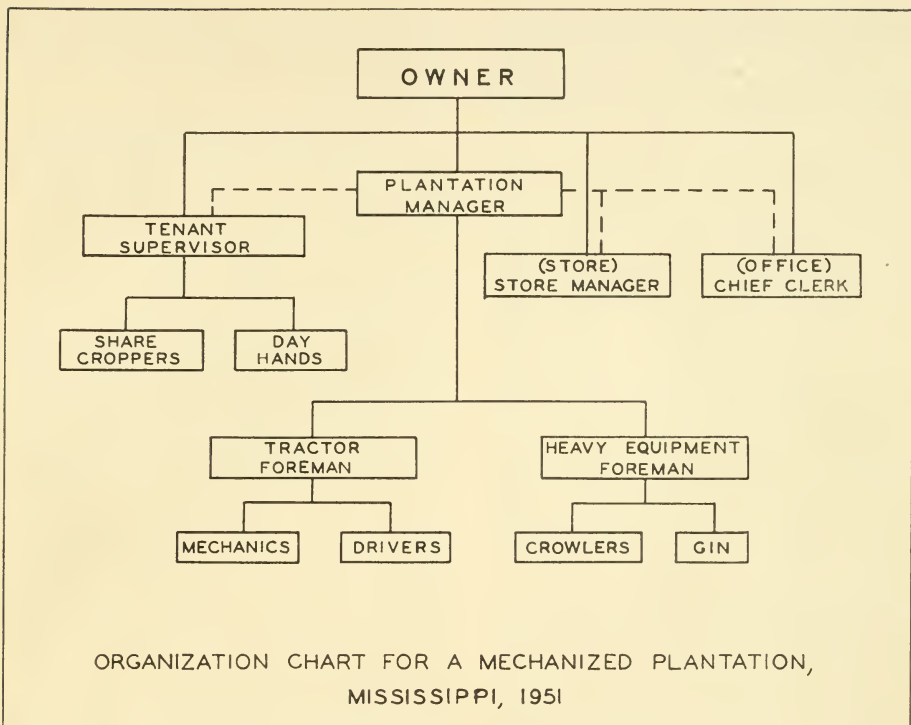 OWNER
PLANTATION
MANAGER
TENANT
SUPERVISOR
(STORE)
STORE MANAGER
(OFFICE)
CHIEF CLERK
SHARE
CROPPERS
DAY
HANDS
TRACTOR
FOREMAN
HEAVY EQUIPMENT
FOREMAN
MECHANICS
DRIVERS
CROWLERS
GIN
ORGANIZATION CHART FOR A MECHANIZED PLANTATION,
MISSISSIPPI, 1951